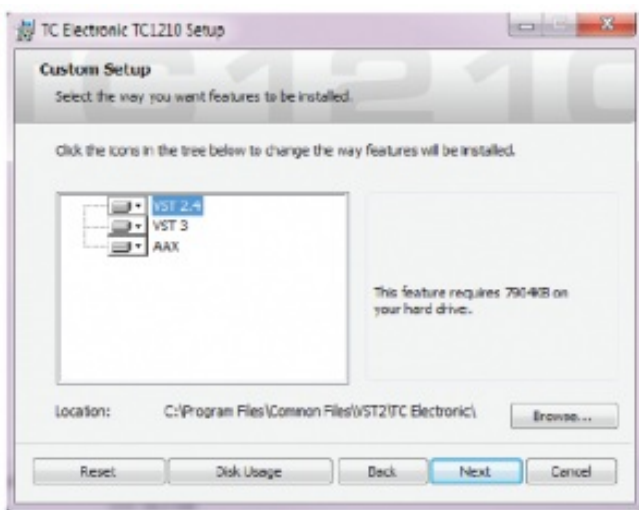 TC Electronic TC1210 Setup
Custom Setup
Select the way you want features to be installed.
Click the icons in the tree below to change the way features will be installed.
VST 2.4
VST 3
AAX
This feature requires 7904KB on
your hard drive.
Location: C:\Program Files\Common Files\VST2\TC Electronic\ Browse...
Reset Disk Usage Back Next Cancel